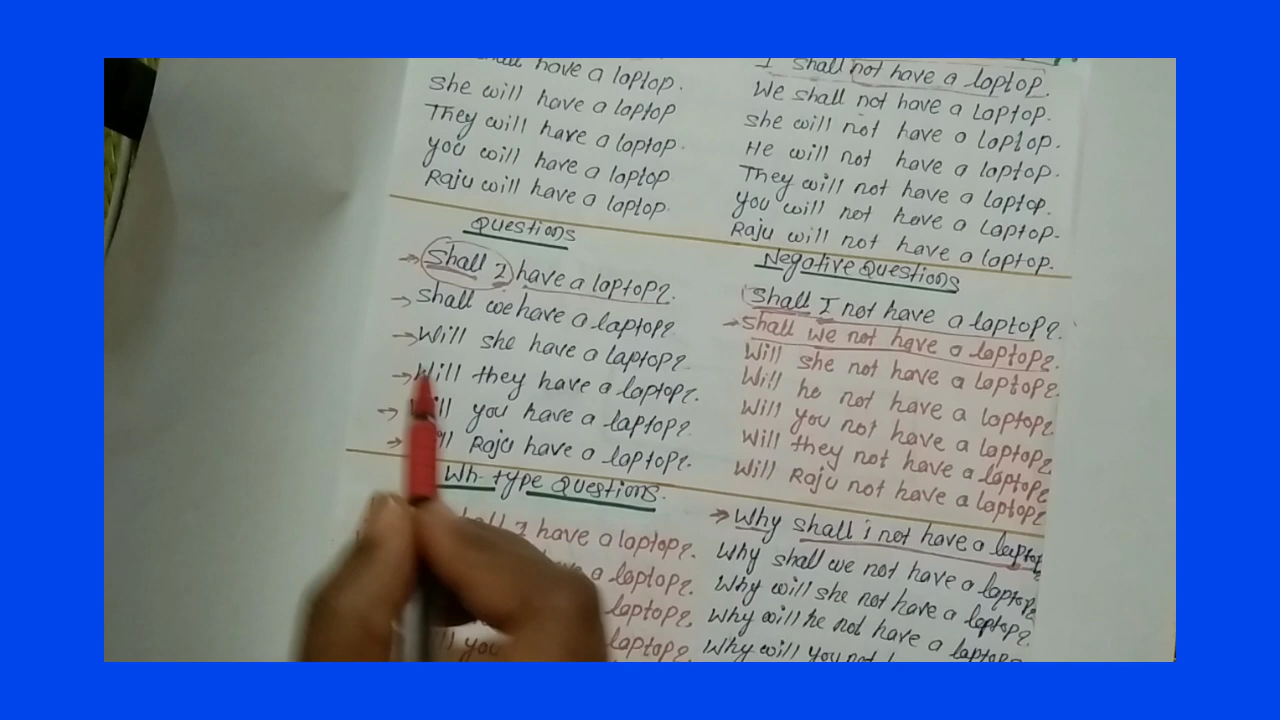 have a laptop.
she will have a laptop
They will have a laptop.
you will have a laptop
Raju will have a laptop.
I shall not have a laptop.
We shall not have a laptop.
she will not have a laptop.
He will not have a laptop.
They will not have a laptop.
you will not have a laptop.
Raju will not have a laptop.
Questions
→ Shall I have a laptop?.
→ Shall we have a laptop?
→ Will she have a laptop?.
→ Will they have a laptop?.
→ you have a laptop?.
→ Raju have a laptop?.
Negative Questions
Shall I not have a laptop?.
→ Shall we not have a laptop?.
Will she not have a laptop?.
Will he not have a laptop?
Will you not have a laptop?
Will they not have a laptop?
Will Raju not have a laptop?
Wh-type Questions.
I have a laptop?.
a laptop?.
laptop?.
you laptop?.
→ Why shall i not have a laptop
Why shall we not have a laptop?
Why will she not have a laptop?
Why will he not have a laptop?
Why will you not laptop?